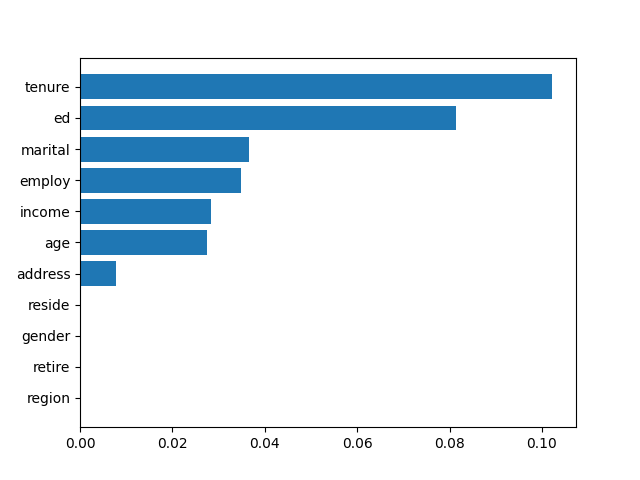 tenure
ed
marital
employ
income
age
address
reside
gender
retire
region
0.00 0.02 0.04 0.06 0.08 0.10